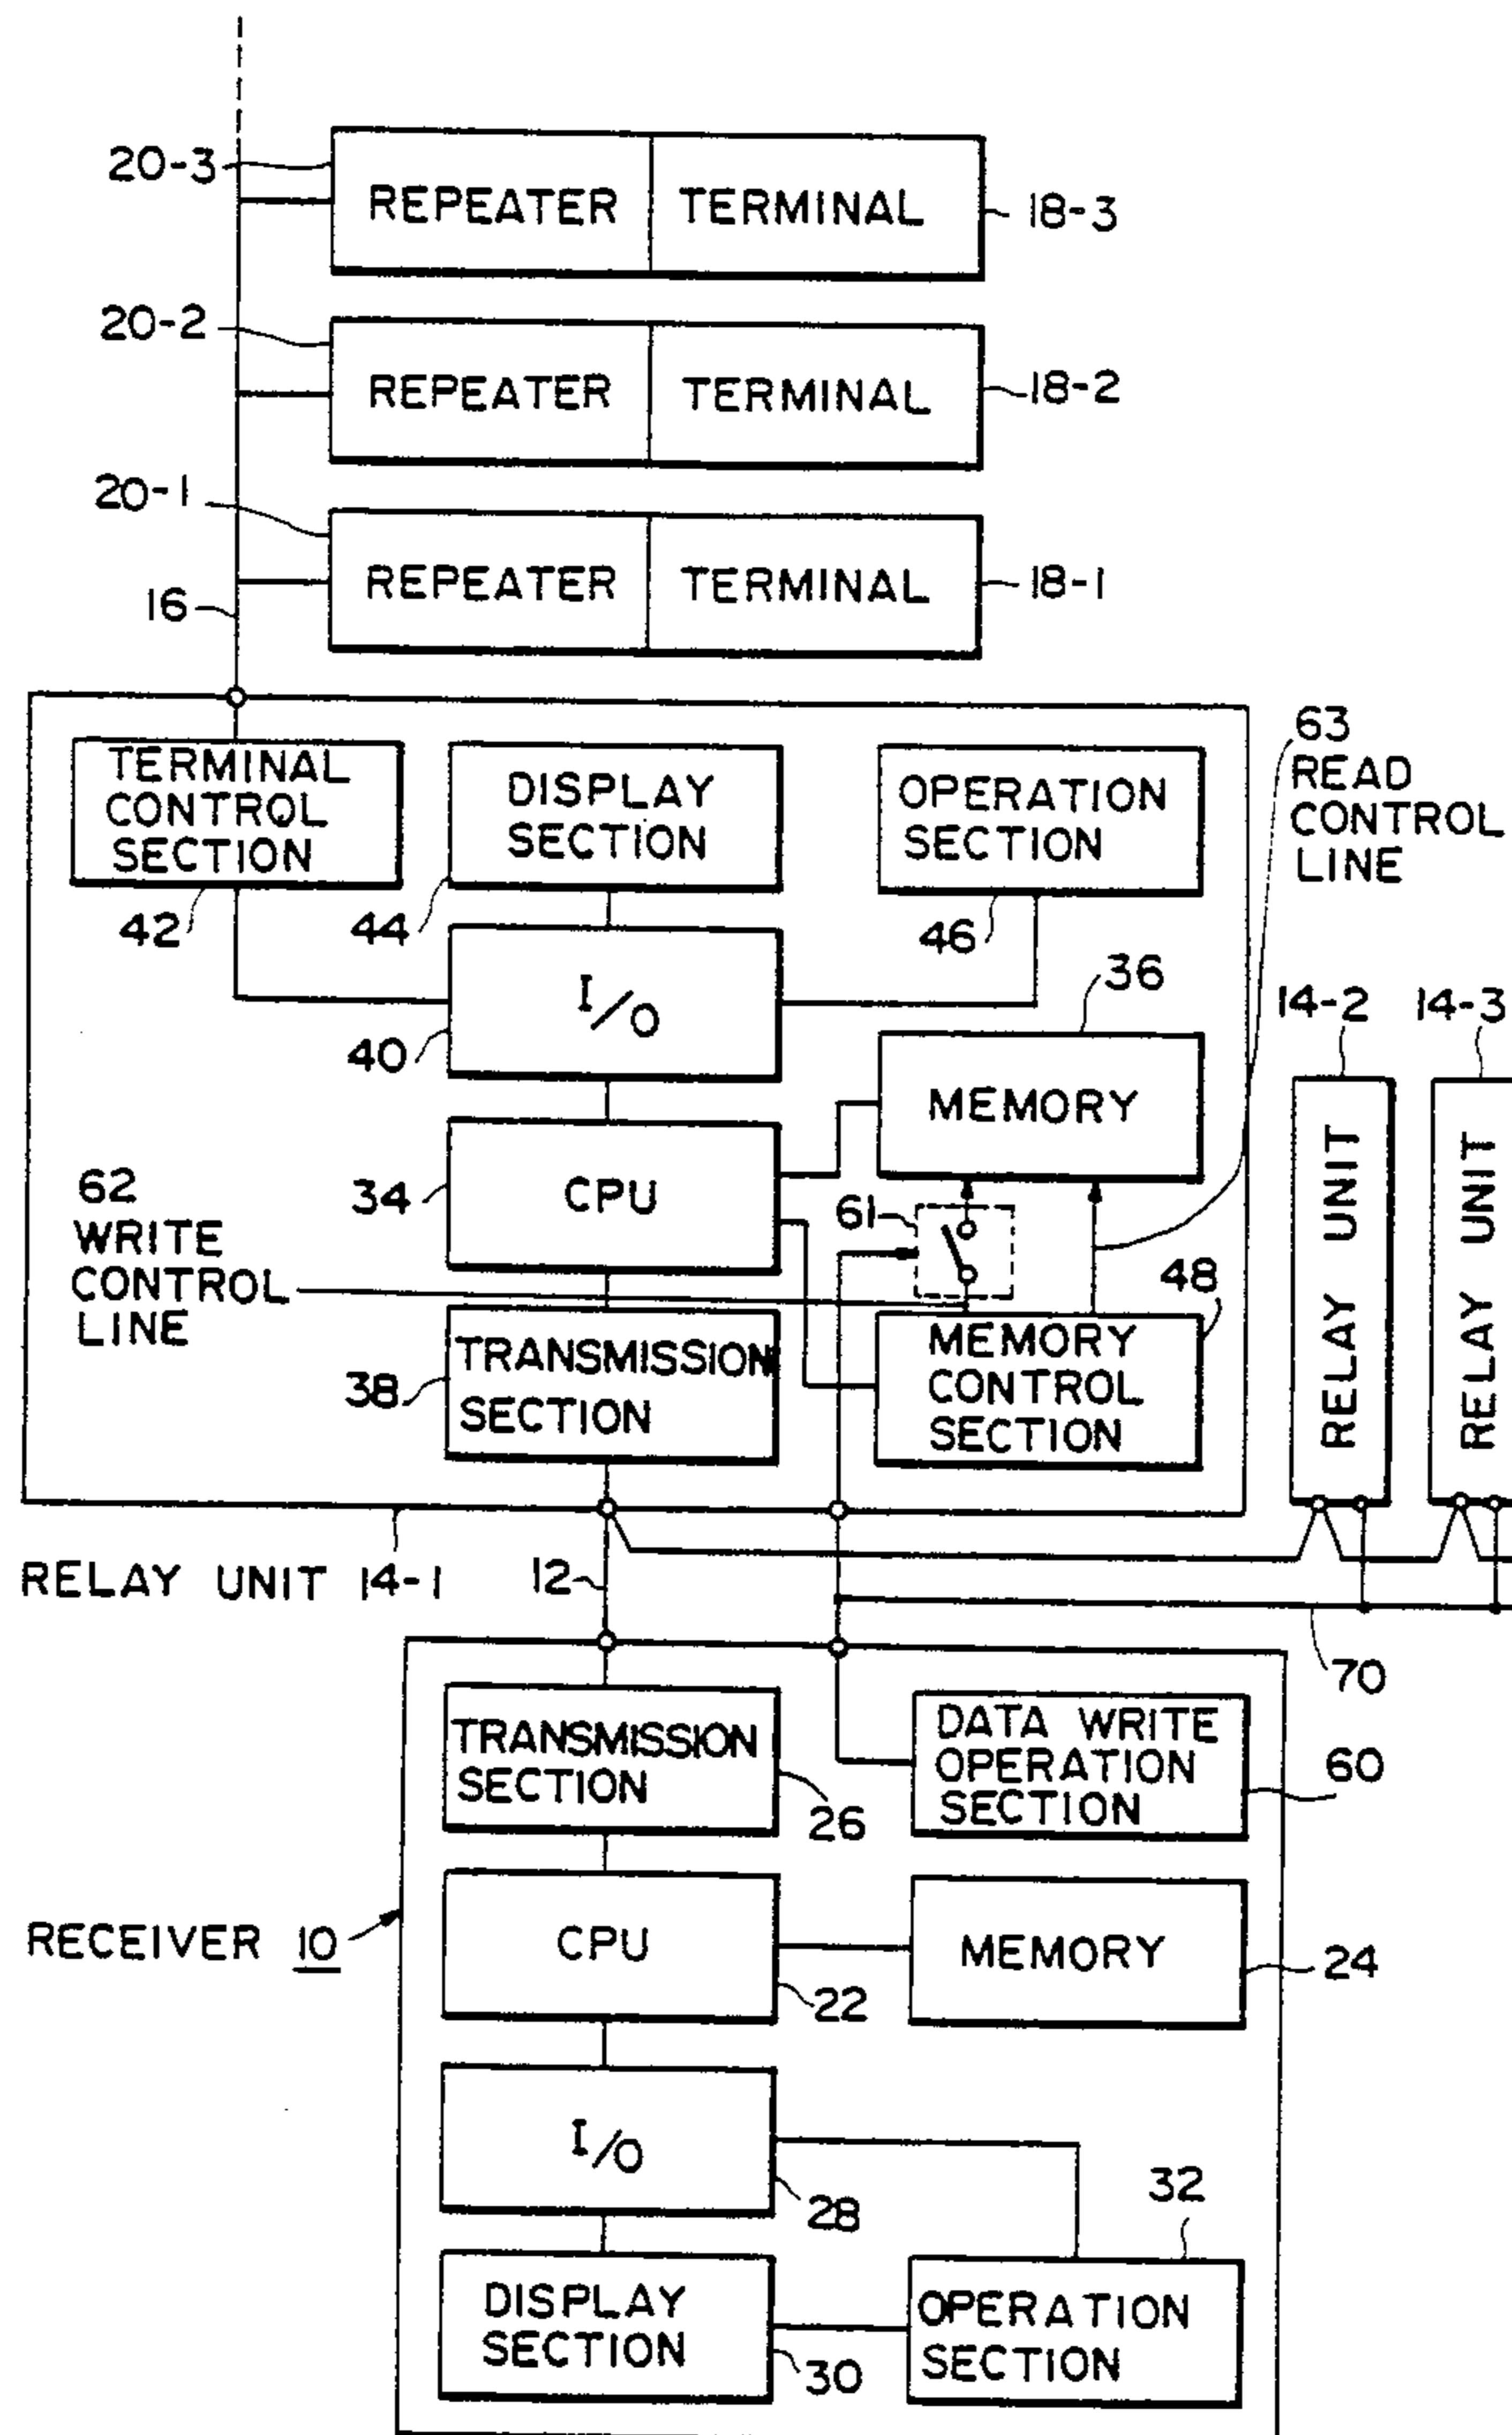 20-3
REPEATER
TERMINAL
18-3
20-2
REPEATER
TERMINAL
18-2
20-1
REPEATER
TERMINAL
18-1
16
TERMINAL
CONTROL
SECTION
42
DISPLAY
SECTION
44
OPERATION
SECTION
46
63
READ
CONTROL
LINE
I/O
40
36
MEMORY
14-2
RELAY UNIT
14-3
RELAY UNIT
CPU
34
61
62
WRITE
CONTROL
LINE
48
MEMORY
CONTROL
SECTION
TRANSMISSION
SECTION
38
RELAY UNIT 14-1
12
70
TRANSMISSION
SECTION
26
DATA WRITE
OPERATION
SECTION
60
RECEIVER 10
CPU
22
MEMORY
24
I/O
28
32
DISPLAY
SECTION
30
OPERATION
SECTION